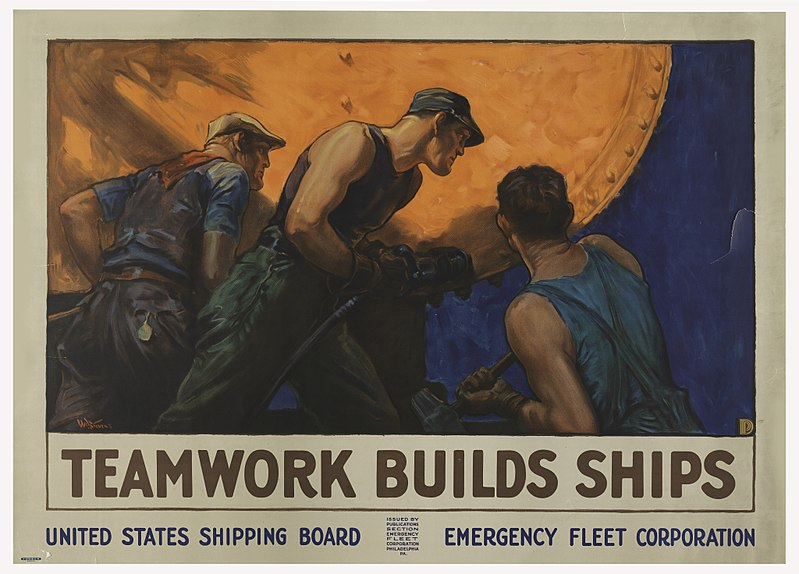 TEAMWORK BUILDS SHIPS
UNITED STATES SHIPPING BOARD
ISSUED BY
PUBLICATIONS
SECTION
EMERGENCY
FLEET
CORPORATION
PHILADELPHIA
PA.
EMERGENCY FLEET CORPORATION